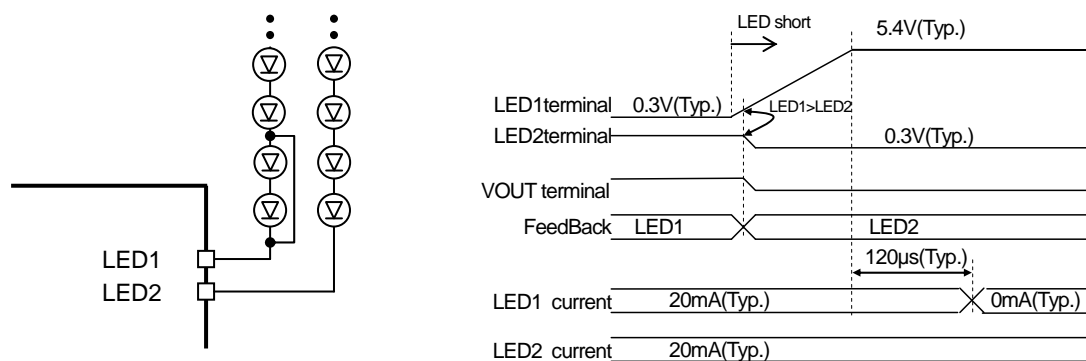 LED1
LED2
LED short
5.4V(Typ.)
LED1terminal 0.3V(Typ.) LED1>LED2
LED2terminal 0.3V(Typ.)
VOUT terminal
FeedBack LED1 LED2
120µs(Typ.)
LED1 current 20mA(Typ.) 0mA(Typ.)
LED2 current 20mA(Typ.)